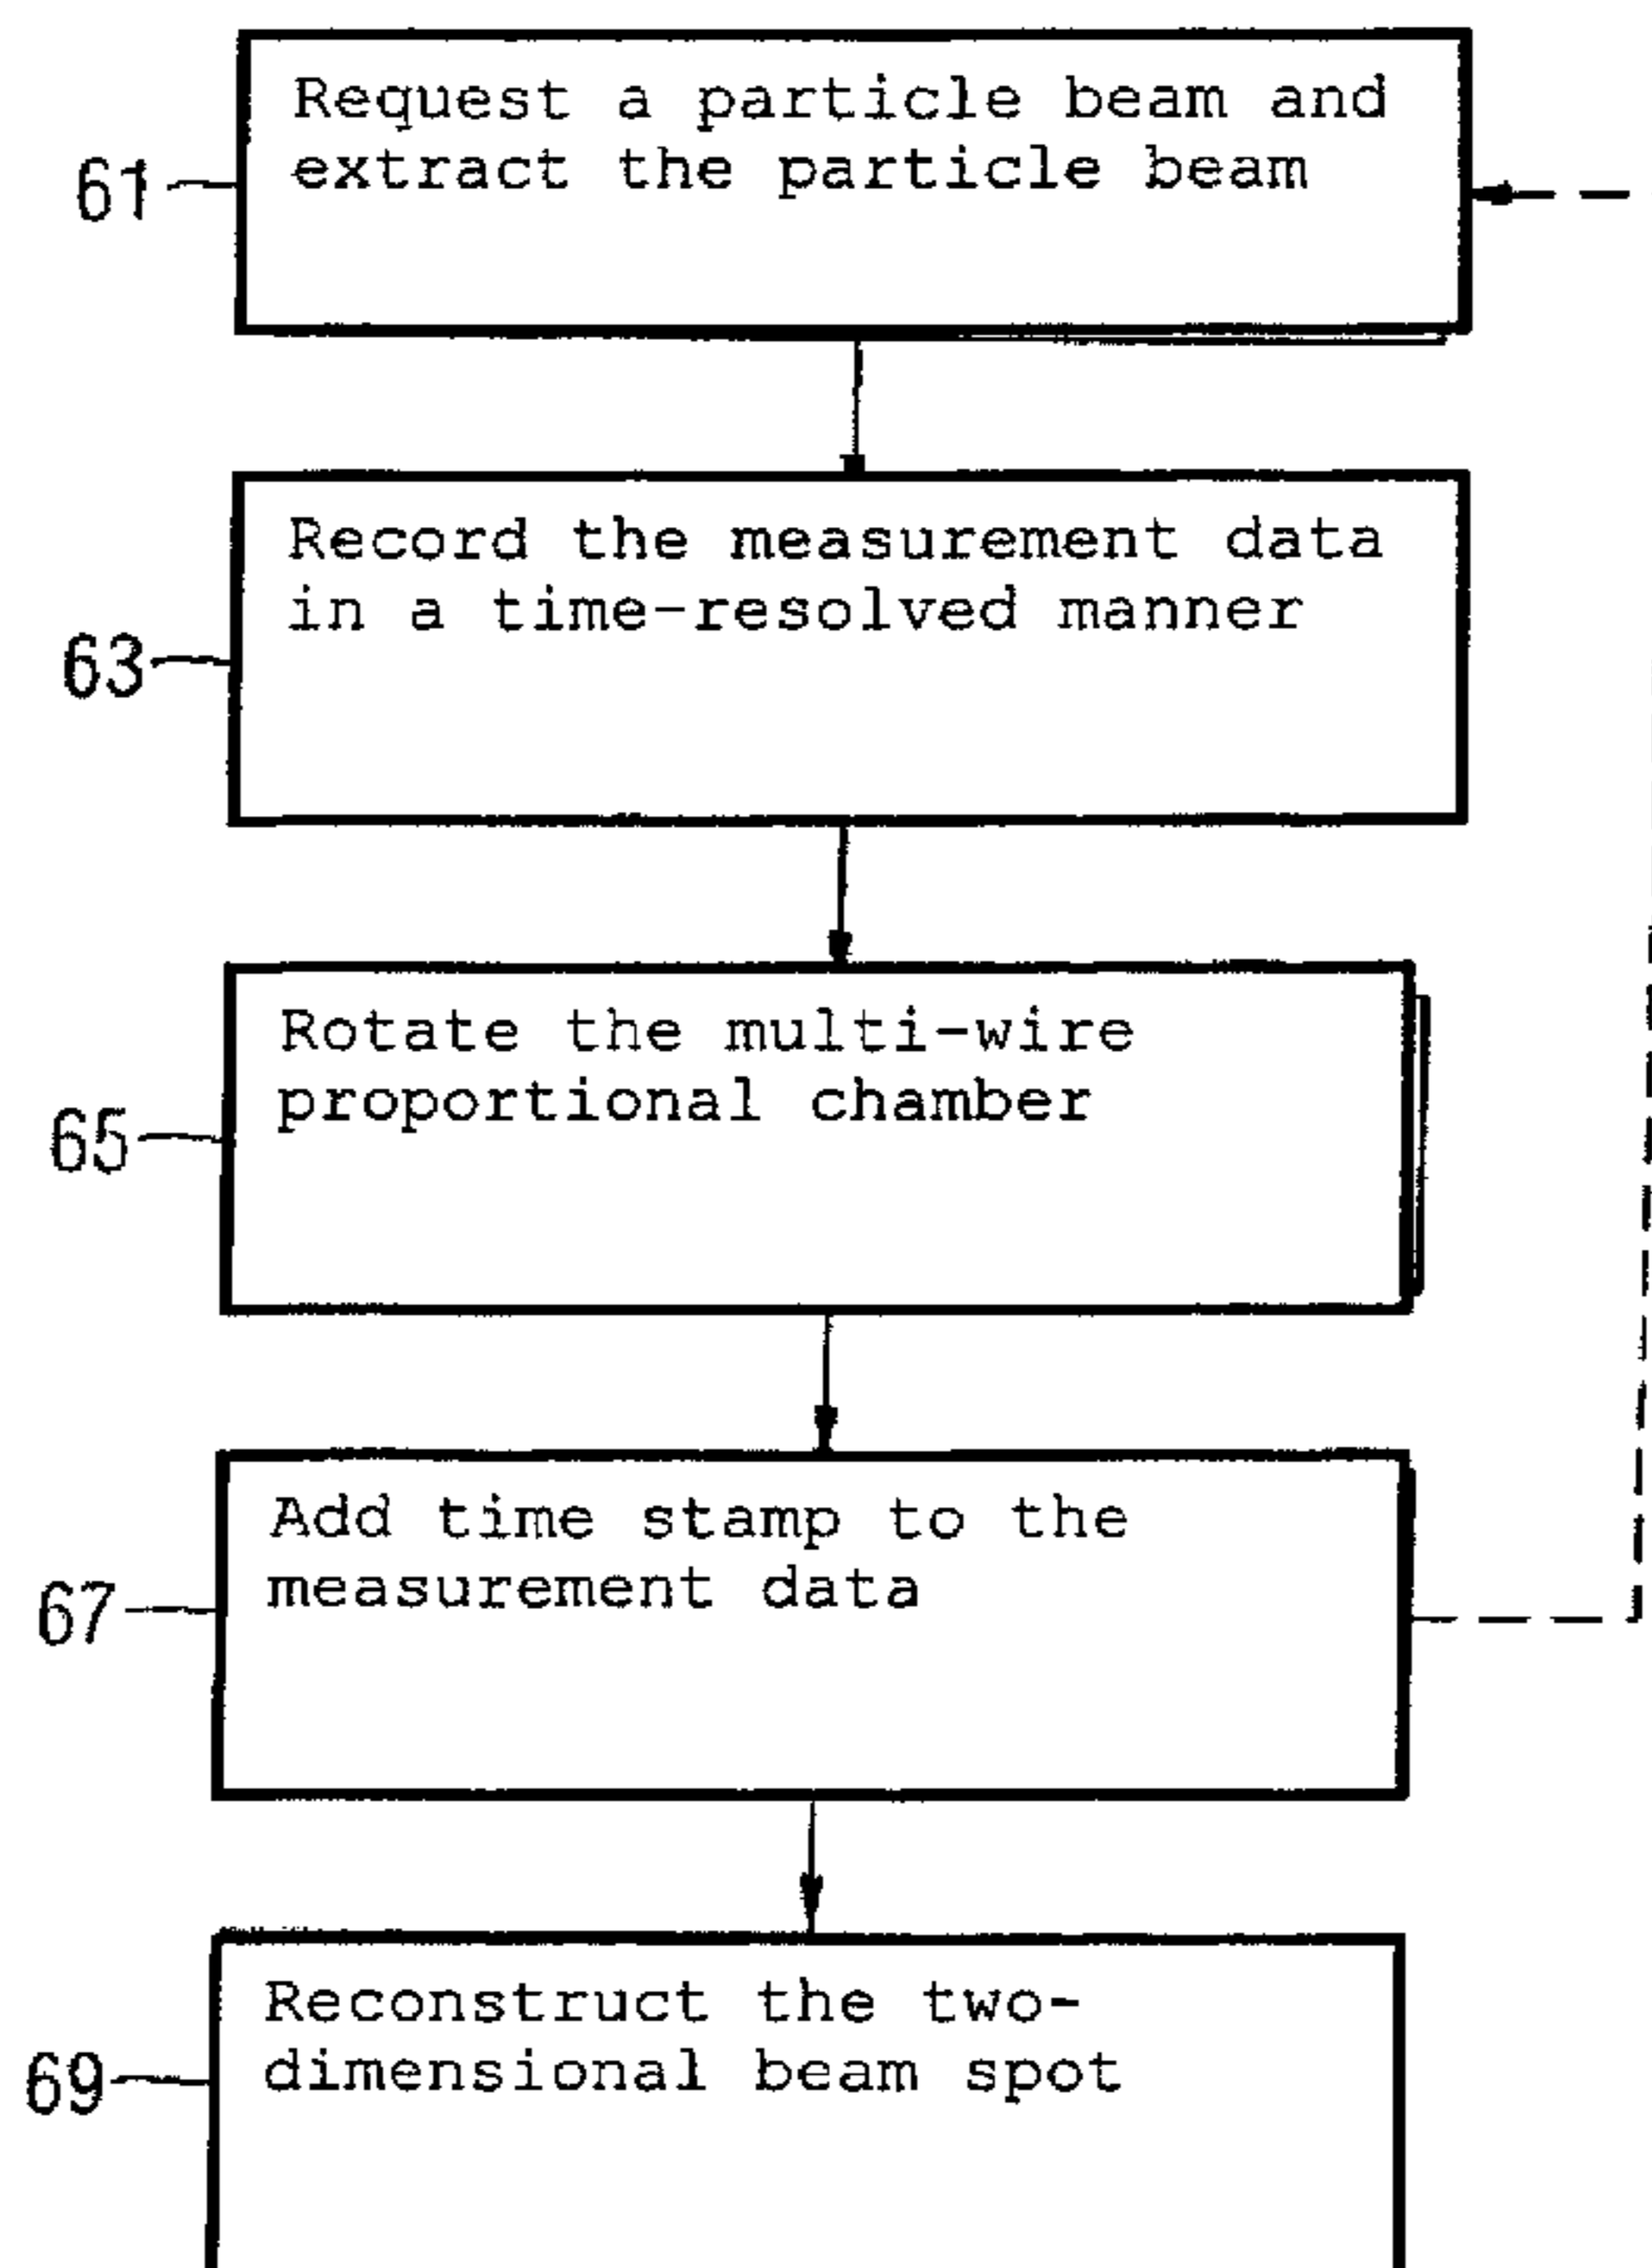 Request a particle beam and
extract the particle beam
61
Record the measurement data
in a time-resolved manner
63
Rotate the multi-wire
proportional chamber
65
Add time stamp to the
measurement data
67
Reconstruct the two-
dimensional beam spot
69